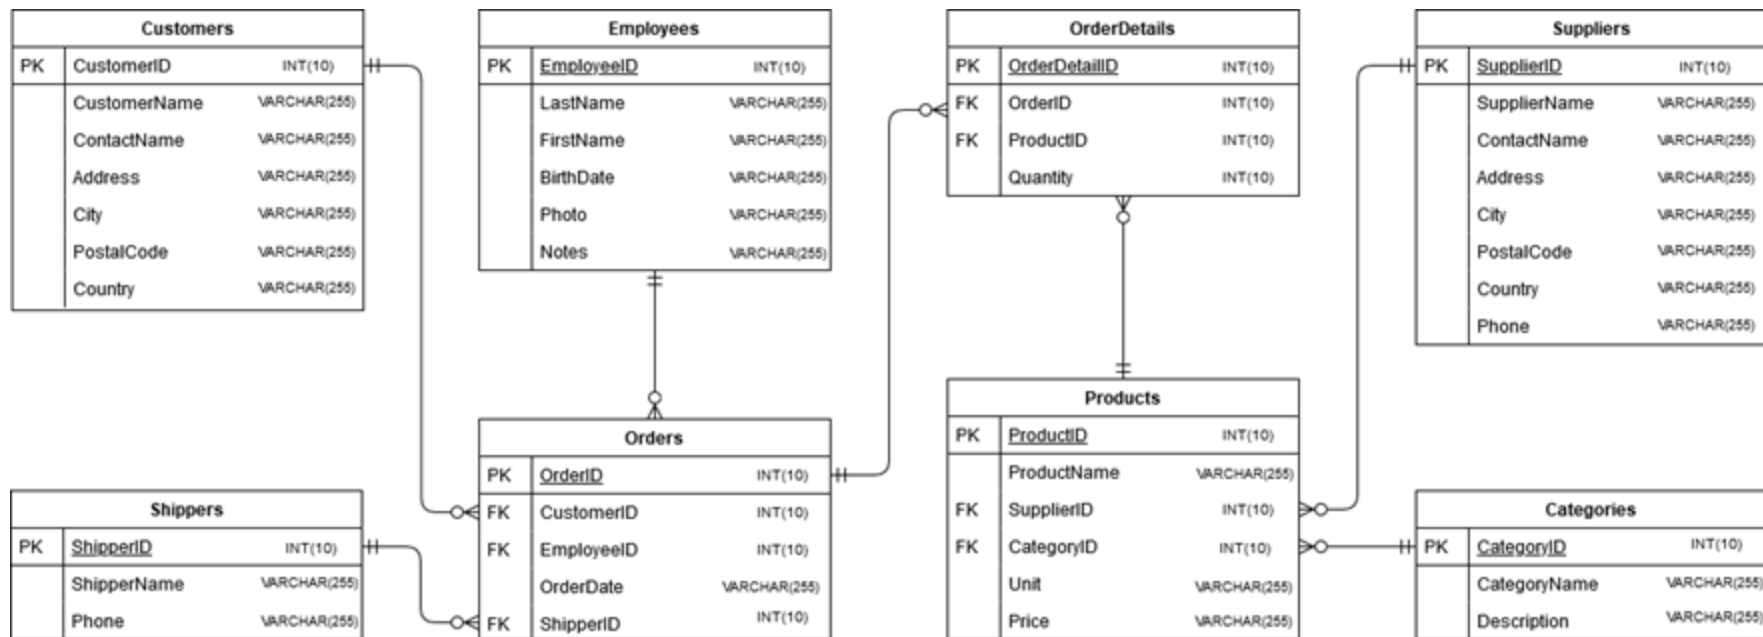 Customers
PK CustomerID INT(10)
CustomerName VARCHAR(255)
ContactName VARCHAR(255)
Address VARCHAR(255)
City VARCHAR(255)
PostalCode VARCHAR(255)
Country VARCHAR(255)
Employees
PK EmployeeID INT(10)
LastName VARCHAR(255)
FirstName VARCHAR(255)
BirthDate VARCHAR(255)
Photo VARCHAR(255)
Notes VARCHAR(255)
OrderDetails
PK OrderDetailID INT(10)
FK OrderID INT(10)
FK ProductID INT(10)
Quantity INT(10)
Suppliers
PK SupplierID INT(10)
SupplierName VARCHAR(255)
ContactName VARCHAR(255)
Address VARCHAR(255)
City VARCHAR(255)
PostalCode VARCHAR(255)
Country VARCHAR(255)
Phone VARCHAR(255)
Shippers
PK ShipperID INT(10)
ShipperName VARCHAR(255)
Phone VARCHAR(255)
Orders
PK OrderID INT(10)
FK CustomerID INT(10)
FK EmployeeID INT(10)
OrderDate VARCHAR(255)
FK ShipperID INT(10)
Products
PK ProductID INT(10)
ProductName VARCHAR(255)
FK SupplierID INT(10)
FK CategoryID INT(10)
Unit VARCHAR(255)
Price VARCHAR(255)
Categories
PK CategoryID INT(10)
CategoryName VARCHAR(255)
Description VARCHAR(255)